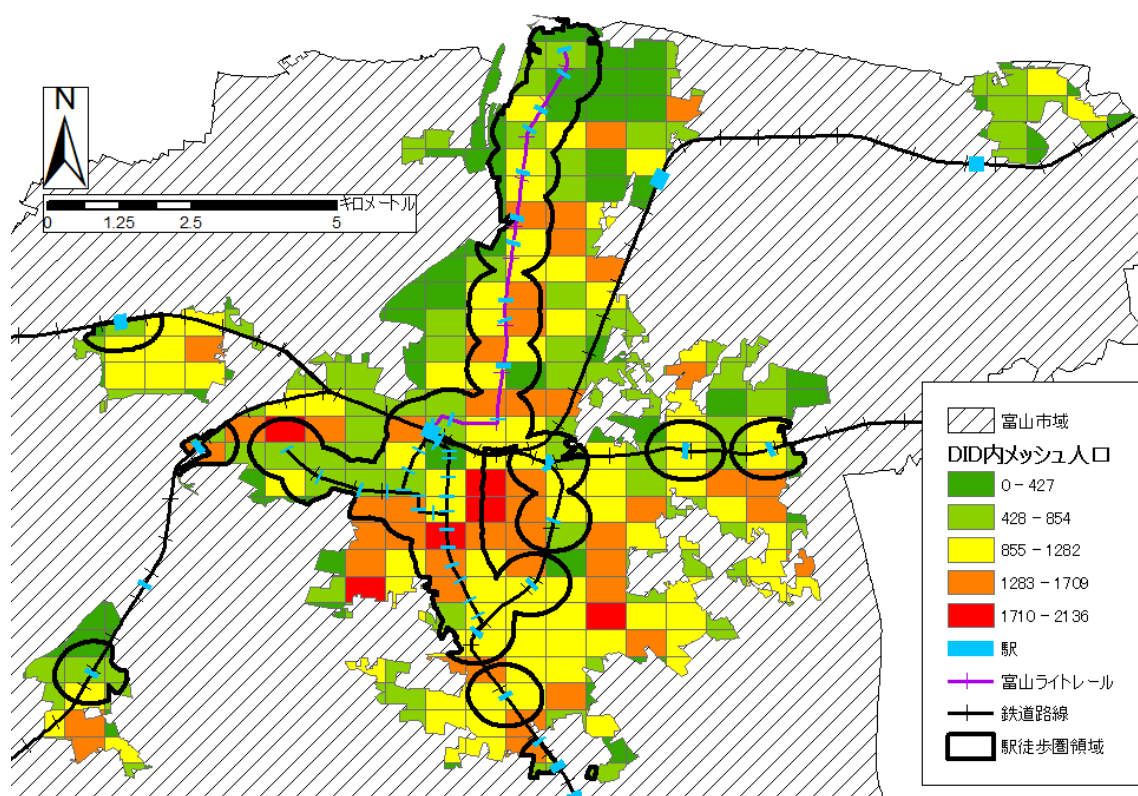 N
キロメートル
0 1.25 2.5 5
富山市域
DID内メッシュ人口
0-427
428-854
855-1282
1283-1709
1710-2136
駅
富山ライトレール
鉄道路線
駅徒歩圏領域